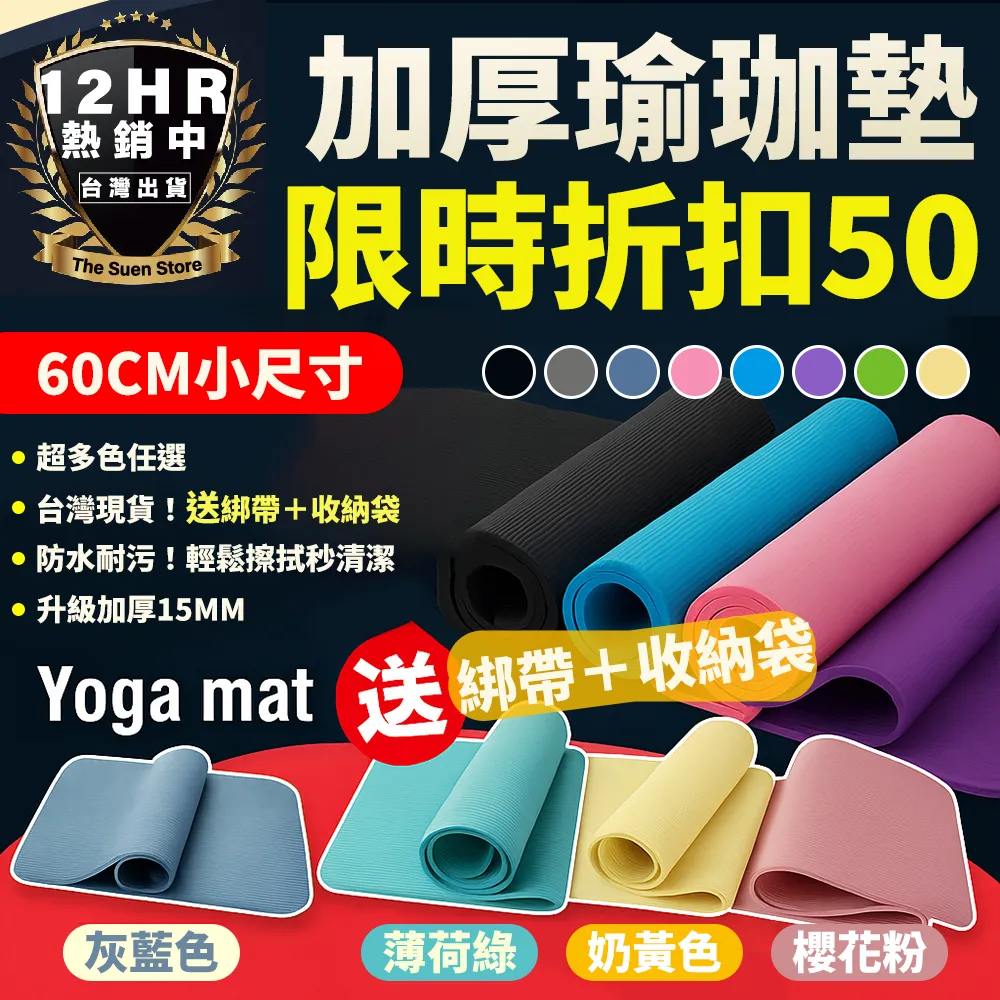 12HR
熱銷中
台灣出貨
The Suen Store
加厚瑜珈墊
限時折扣50
60CM小尺寸
超多色任選
台灣現貨！送綁帶＋收納袋
防水耐污！輕鬆擦拭秒清潔
升級加厚15MM
Yoga mat
送 綁帶＋收納袋
灰藍色
薄荷綠
奶黃色
櫻花粉